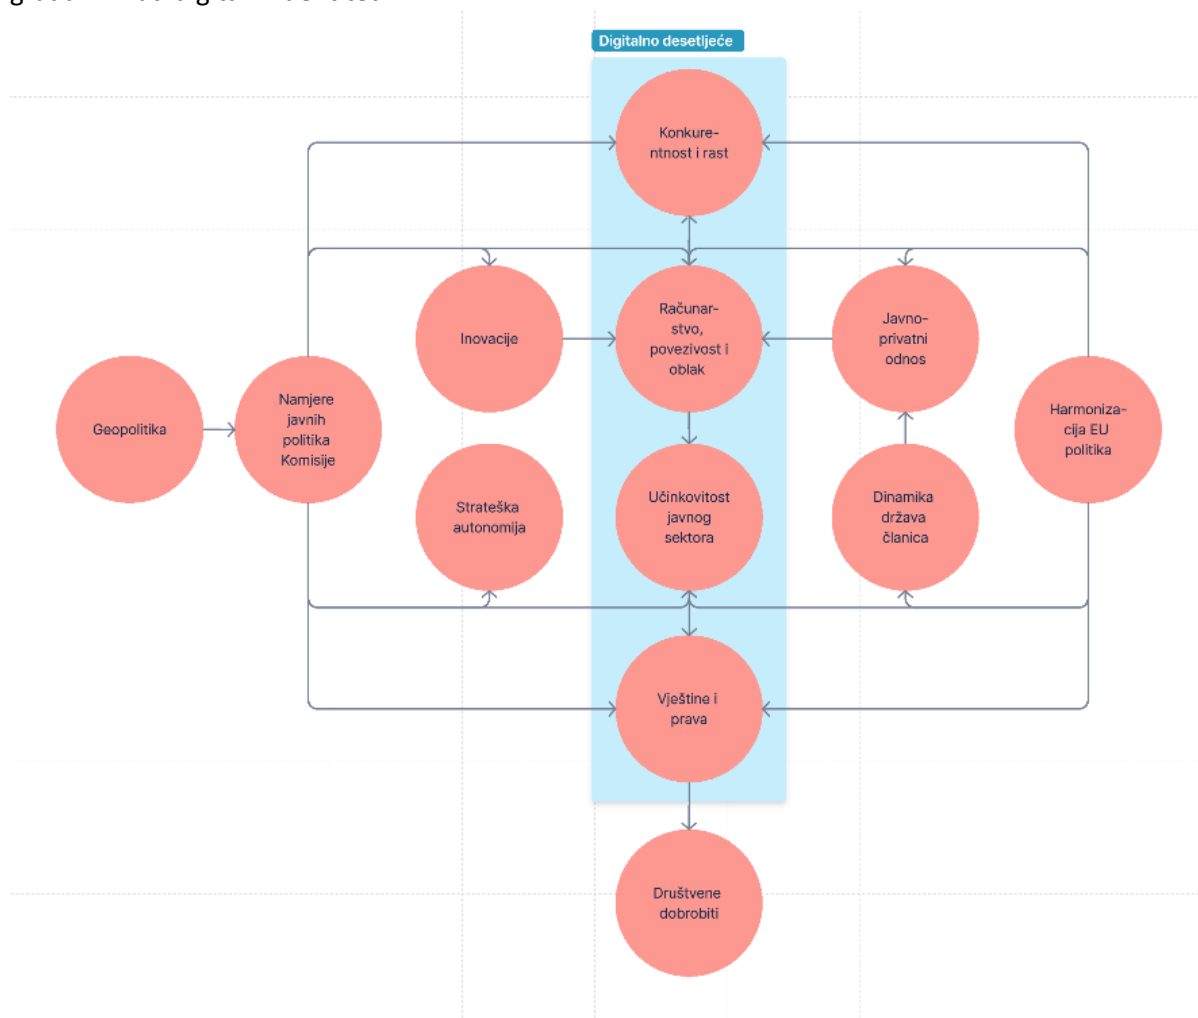 Digitalno desetljeće
Konkure-
ntnost i rast
Inovacije
Računar-
stvo,
povezivost i
oblak
Javno-
privatni
odnos
Geopolitika
Namjere
javnih
politika
Komisije
Harmoniza-
cija EU
politika
Strateška
autonomija
Učinkovitost
javnog
sektora
Dinamika
država
članica
Vještine i
prava
Društvene
dobrobiti